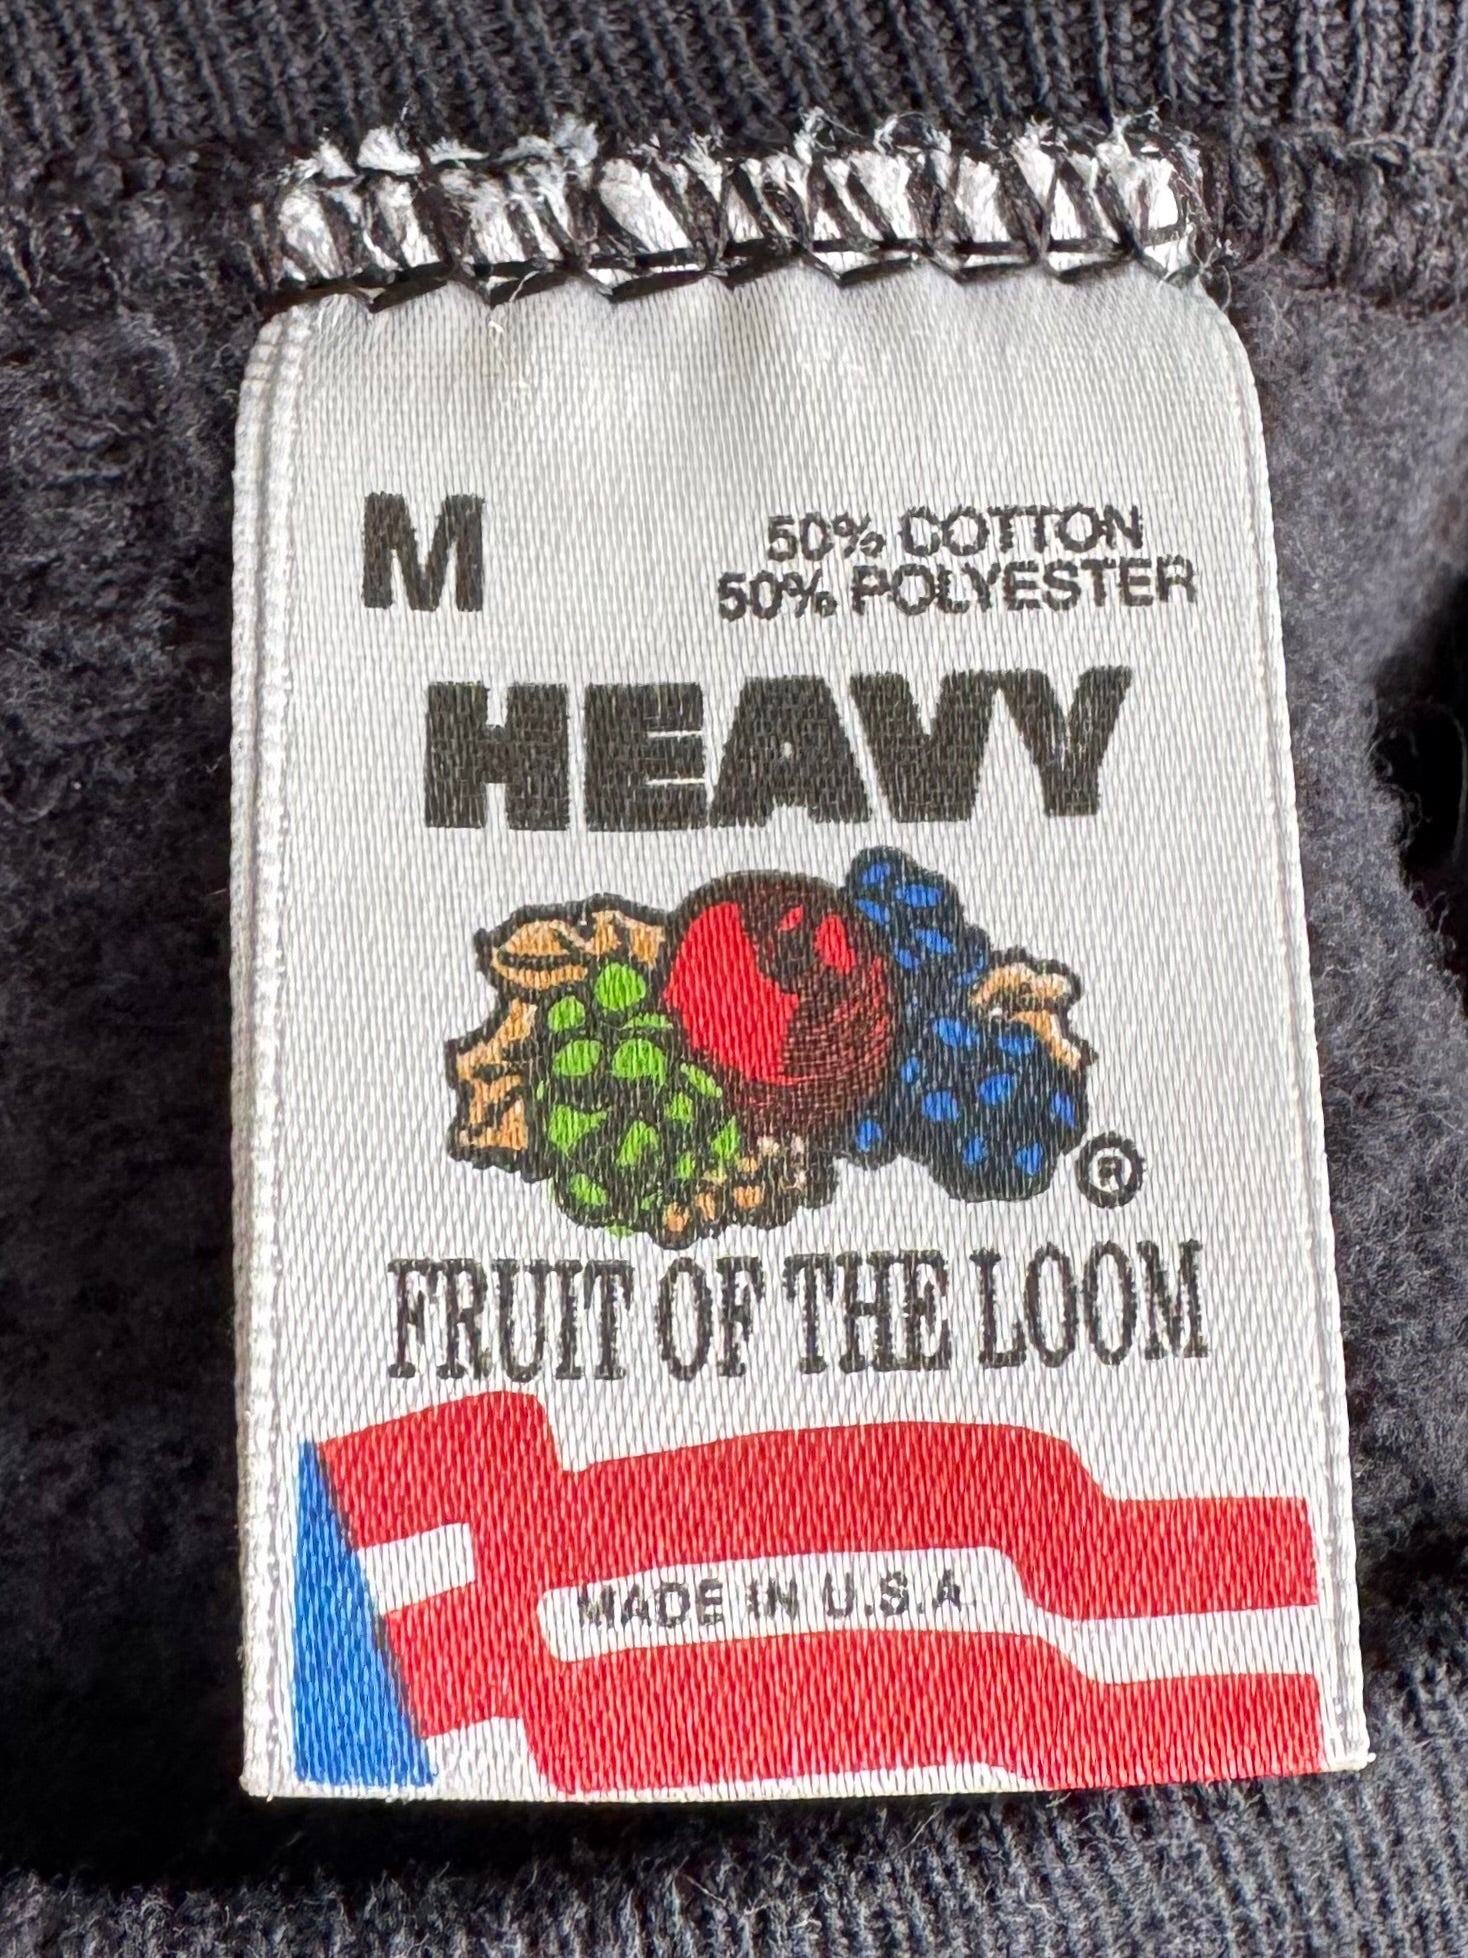 M
50% COTTON
50% POLYESTER
HEAVY
®
FRUIT OF THE LOOM
MADE IN U.S.A.